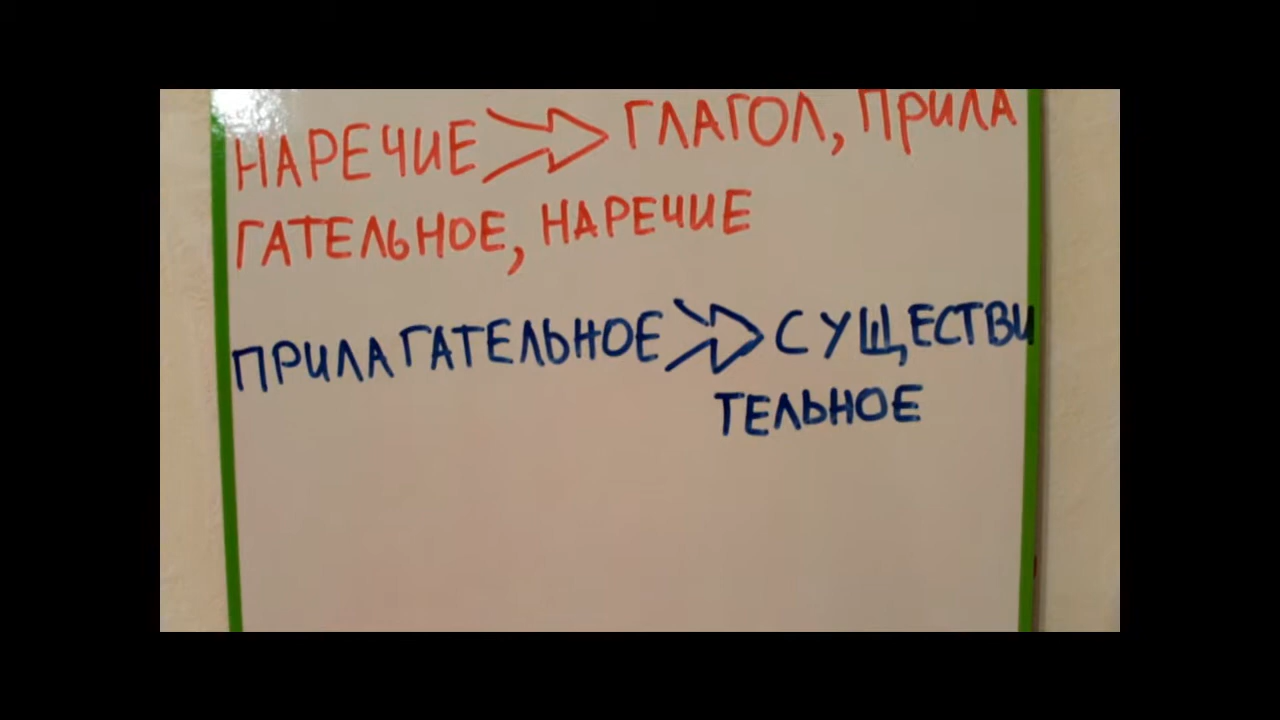 НАРЕЧИЕ ГЛАГОЛ, ПРИЛА
ГАТЕЛЬНОЕ, НАРЕЧИЕ
ПРИЛАГАТЕЛЬНОЕ СУЩЕСТВИ
ТЕЛЬНОЕ